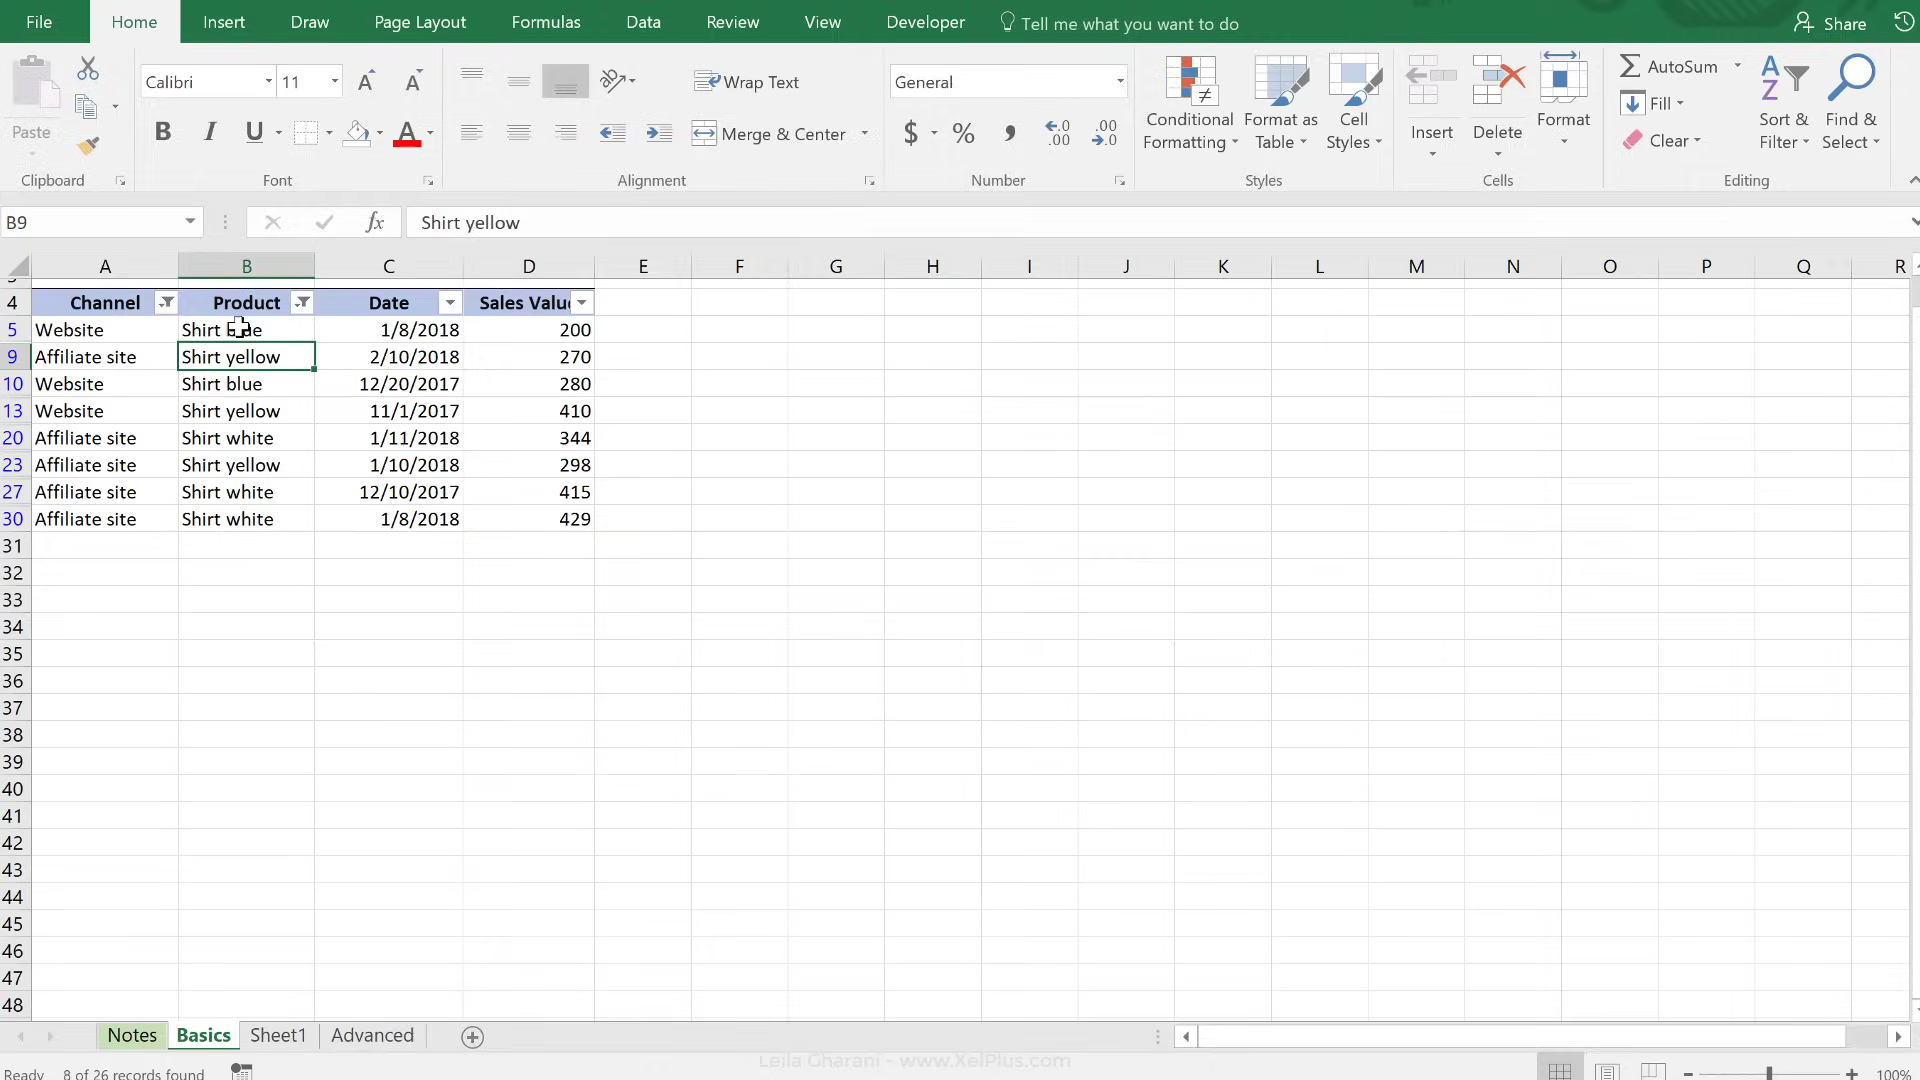 File Home Insert Draw Page Layout Formulas Data Review View Developer Tell me what you want to do Share
Calibri 11 Wrap Text General AutoSum
Fill
Paste B I U A Merge & Center $ % , Conditional Formatting Format as Table Cell Styles Insert Delete Format Clear Sort & Filter Find & Select
Clipboard Font Alignment Number Styles Cells Editing
B9 fx Shirt yellow
A B C D E F G H I J K L M N O P Q R
4 Channel Product Date Sales Valu
5 Website Shirt 1/8/2018 200
9 Affiliate site Shirt yellow 2/10/2018 270
10 Website Shirt blue 12/20/2017 280
13 Website Shirt yellow 11/1/2017 410
20 Affiliate site Shirt white 1/11/2018 344
23 Affiliate site Shirt yellow 1/10/2018 298
27 Affiliate site Shirt white 12/10/2017 415
30 Affiliate site Shirt white 1/8/2018 429
31
32
33
34
35
36
37
38
39
40
41
42
43
44
45
46
47
48
Notes Basics Sheet1 Advanced
Leila Gharani - www.XelPlus.com
Ready 8 of 26 records found 100%